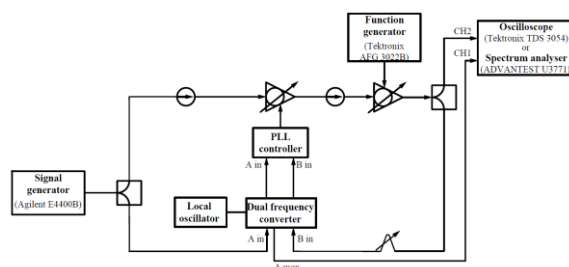 Function
generator
(Tektronix
AFG 3022B)
CH2
CH1
Oscilloscope
(Tektronix TDS 3054)
or
Spectrum analyser
(ADVANTEST U3771)
PLL
controller
A in
B in
Signal
generator
(Agilent E4400B)
Local
oscillator
Dual frequency
converter
A in
B in